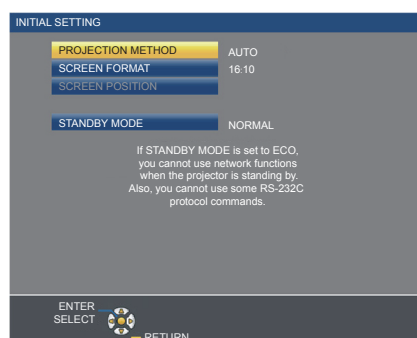 INITIAL SETTING
PROJECTION METHOD AUTO
SCREEN FORMAT 16:10
SCREEN POSITION
STANDBY MODE NORMAL
If STANDBY MODE is set to ECO,
you cannot use network functions
when the projector is standing by.
Also, you cannot use some RS-232C
protocol commands.
ENTER
SELECT
RETURN